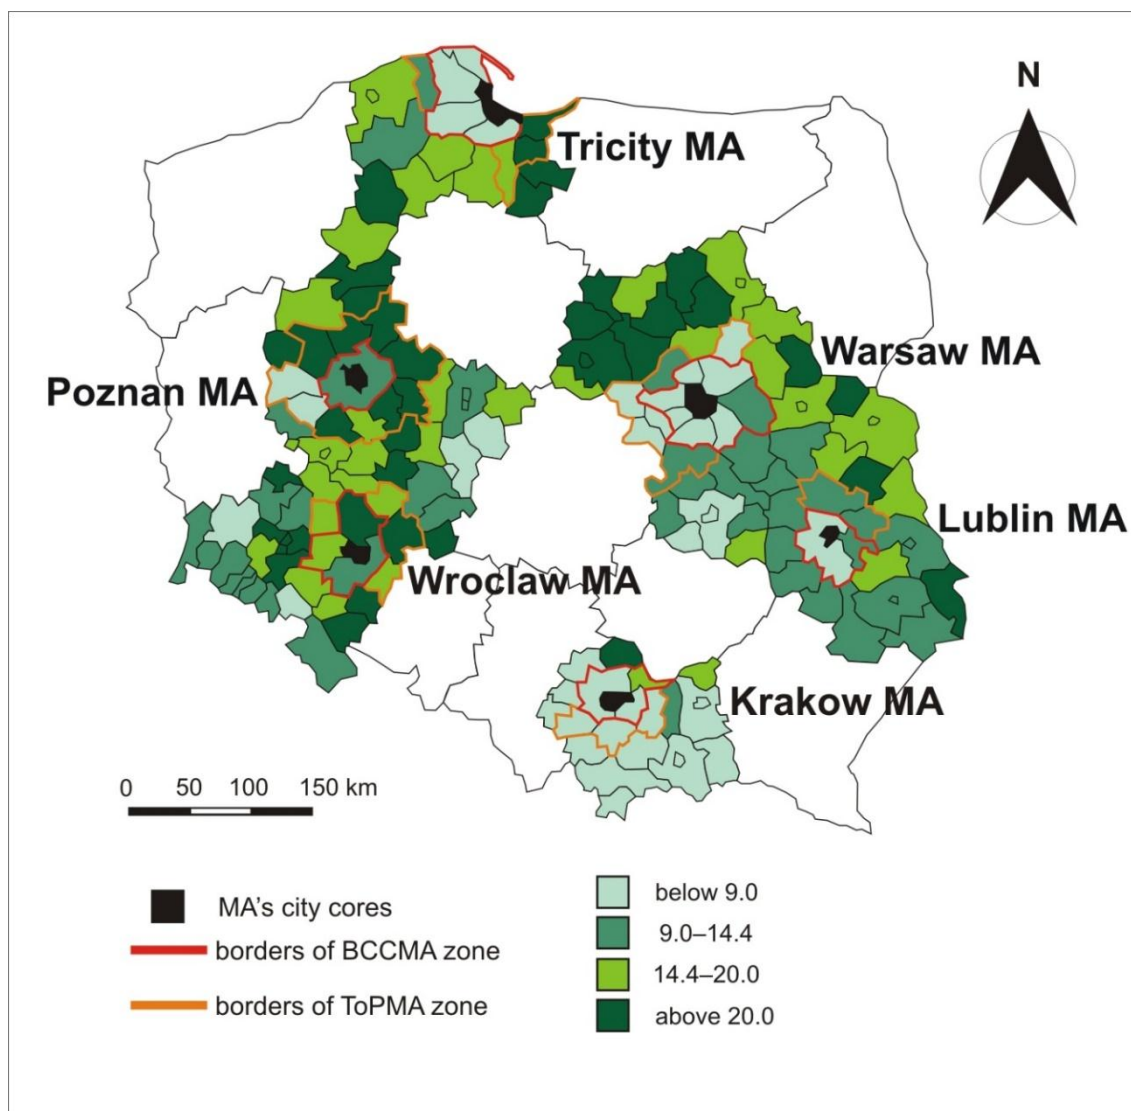 N
Tricity MA
Warsaw MA
Poznan MA
Lublin MA
Wroclaw MA
Krakow MA
0 50 100 150 km
MA's city cores
borders of BCCMA zone
borders of ToPMA zone
below 9.0
9.0–14.4
14.4–20.0
above 20.0